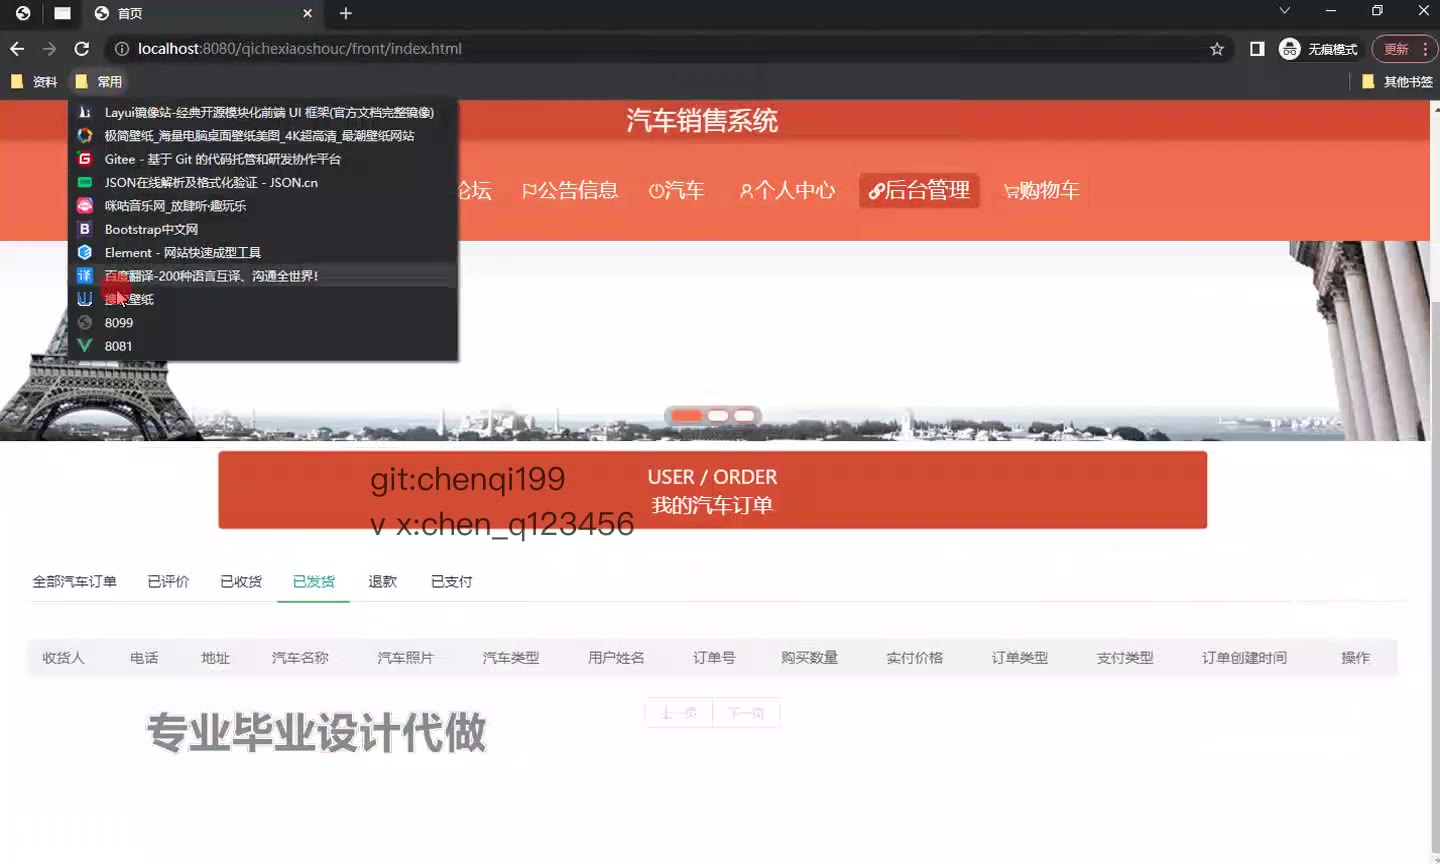 首页
localhost:8080/qichexiaoshouc/front/index.html
无痕模式
更新
资料
常用
其他书签
Layui镜像站-经典开源模块化前端 UI 框架(官方文档完整镜像)
极简壁纸_海量电脑桌面壁纸美图_4K超高清_最潮壁纸网站
Gitee - 基于 Git 的代码托管和研发协作平台
JSON在线解析及格式化验证 - JSON.cn
咪咕音乐网_放肆听·趣玩乐
Bootstrap中文网
Element - 网站快速成型工具
百度翻译-200种语言互译、沟通全世界!
壁纸
8099
8081
汽车销售系统
论坛 公告信息 汽车 个人中心 后台管理 购物车
USER / ORDER
我的汽车订单
git:chenqi199
v x:chen_q123456
全部汽车订单 已评价 已收货 已发货 退款 已支付
收货人 电话 地址 汽车名称 汽车照片 汽车类型 用户姓名 订单号 购买数量 实付价格 订单类型 支付类型 订单创建时间 操作
上一页 下一页
专业毕业设计代做